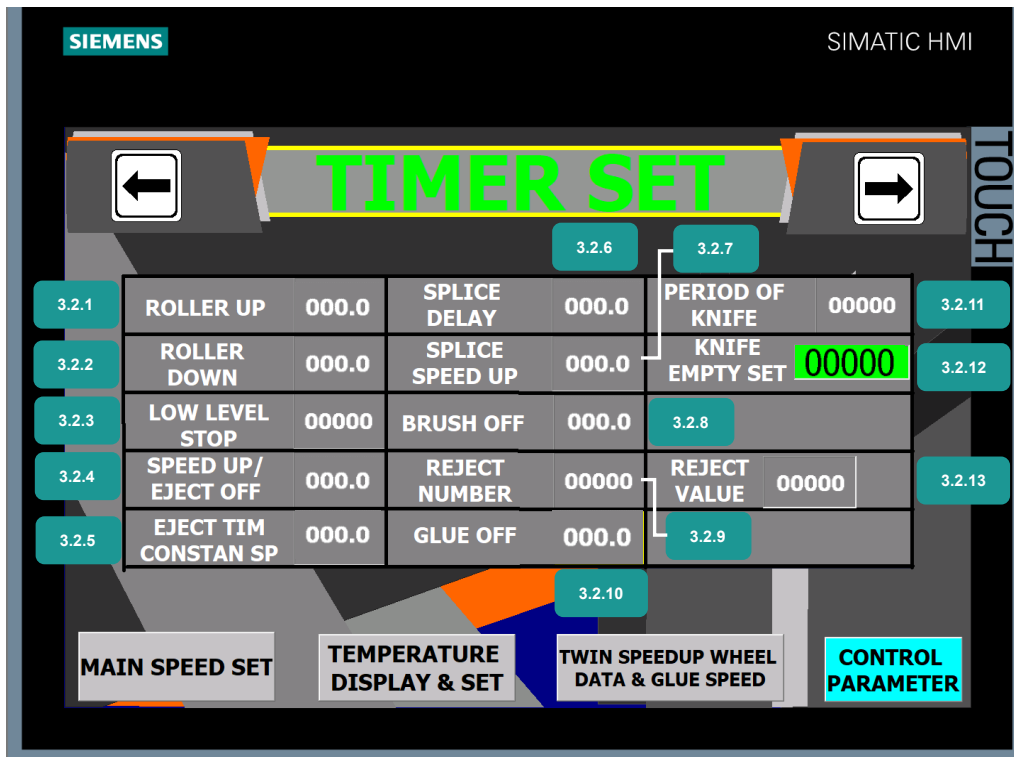 SIEMENS
SIMATIC HMI
TOUCH
TIMER SET
3.2.6
3.2.7
3.2.1
ROLLER UP
000.0
SPLICE
DELAY
000.0
PERIOD OF
KNIFE
00000
3.2.11
3.2.2
ROLLER
DOWN
000.0
SPLICE
SPEED UP
000.0
KNIFE
EMPTY SET
00000
3.2.12
3.2.3
LOW LEVEL
STOP
00000
BRUSH OFF
000.0
3.2.8
3.2.4
SPEED UP/
EJECT OFF
000.0
REJECT
NUMBER
00000
REJECT
VALUE
00000
3.2.13
3.2.5
EJECT TIM
CONSTAN SP
000.0
GLUE OFF
000.0
3.2.9
3.2.10
MAIN SPEED SET
TEMPERATURE
DISPLAY & SET
TWIN SPEEDUP WHEEL
DATA & GLUE SPEED
CONTROL
PARAMETER